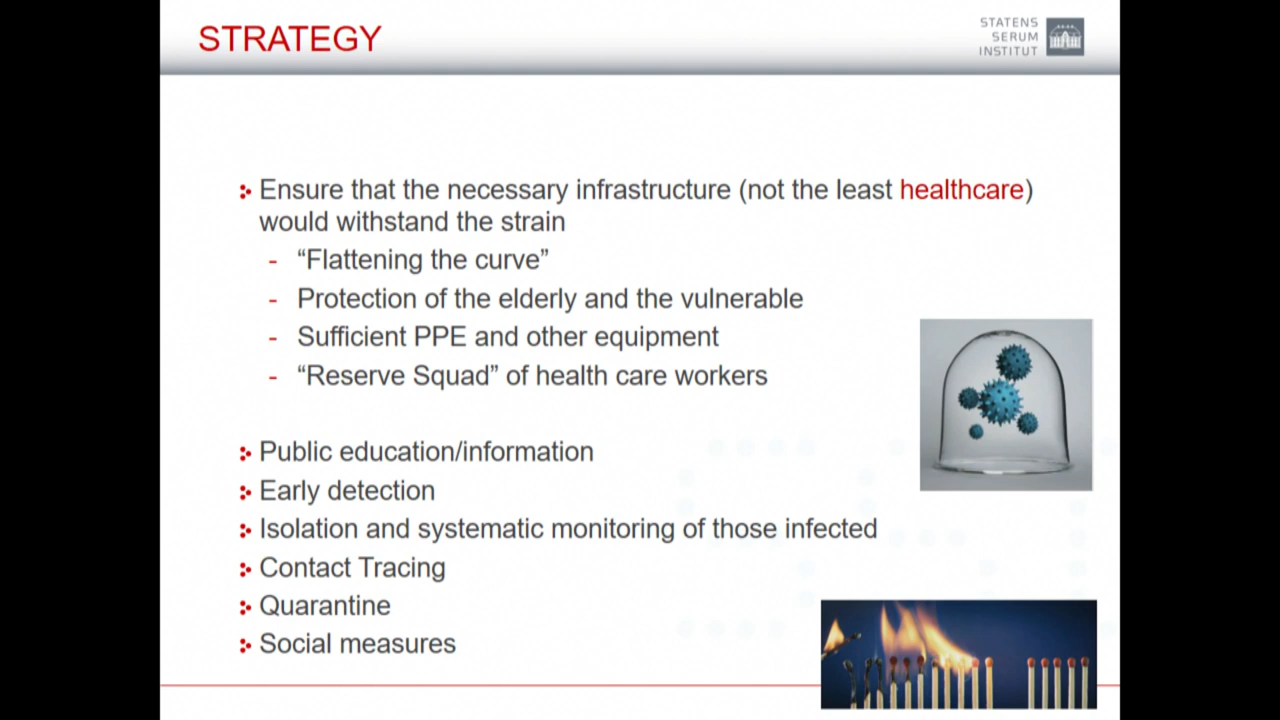 STRATEGY
STATENS
SERUM
INSTITUT
Ensure that the necessary infrastructure (not the least healthcare)
would withstand the strain
- “Flattening the curve”
- Protection of the elderly and the vulnerable
- Sufficient PPE and other equipment
- “Reserve Squad” of health care workers
Public education/information
Early detection
Isolation and systematic monitoring of those infected
Contact Tracing
Quarantine
Social measures